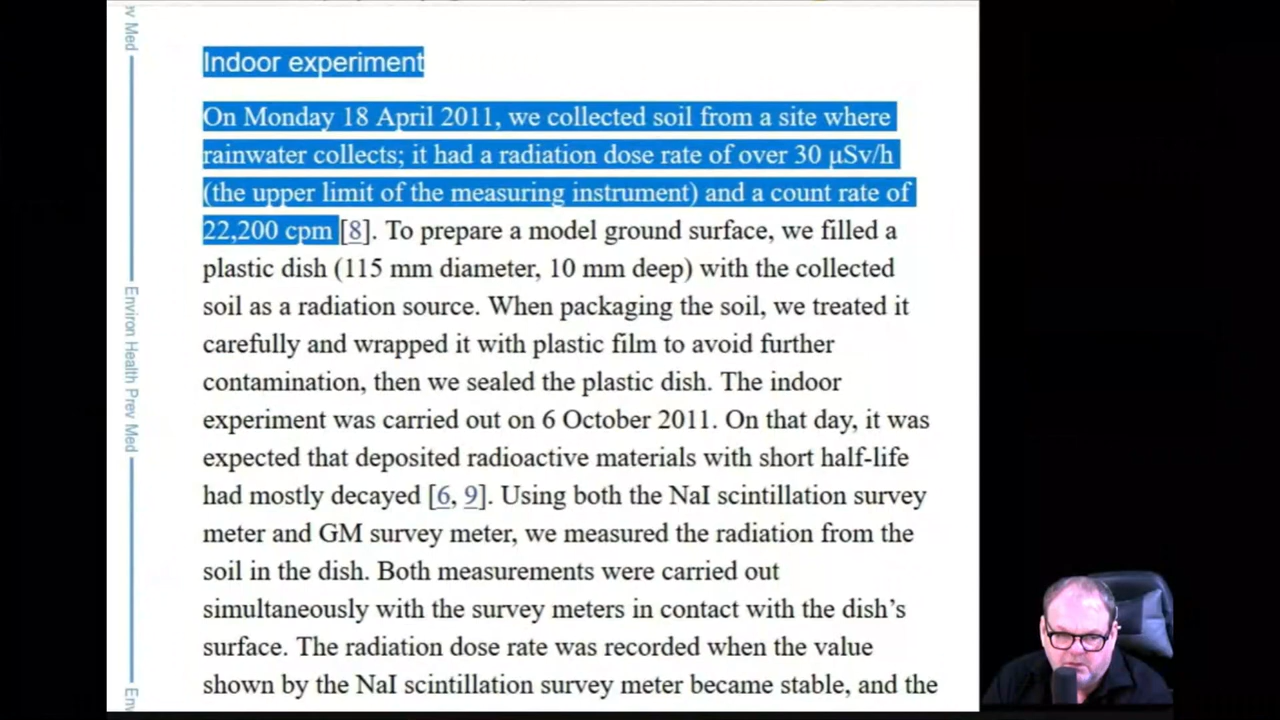 ev Med
Environ Health Prev Med
Env
Indoor experiment
On Monday 18 April 2011, we collected soil from a site where
rainwater collects; it had a radiation dose rate of over 30 μSv/h
(the upper limit of the measuring instrument) and a count rate of
22,200 cpm [8]. To prepare a model ground surface, we filled a
plastic dish (115 mm diameter, 10 mm deep) with the collected
soil as a radiation source. When packaging the soil, we treated it
carefully and wrapped it with plastic film to avoid further
contamination, then we sealed the plastic dish. The indoor
experiment was carried out on 6 October 2011. On that day, it was
expected that deposited radioactive materials with short half-life
had mostly decayed [6, 9]. Using both the NaI scintillation survey
meter and GM survey meter, we measured the radiation from the
soil in the dish. Both measurements were carried out
simultaneously with the survey meters in contact with the dish’s
surface. The radiation dose rate was recorded when the value
shown by the NaI scintillation survey meter became stable, and the